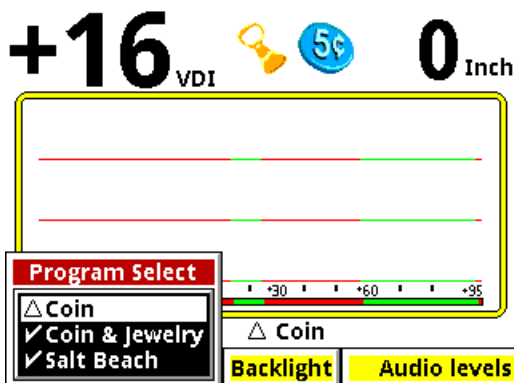 +16 VDI 5¢ 0 Inch
Program Select
+30 +60 +95
△ Coin
✓ Coin & Jewelry
✓ Salt Beach
△ Coin
Backlight Audio levels